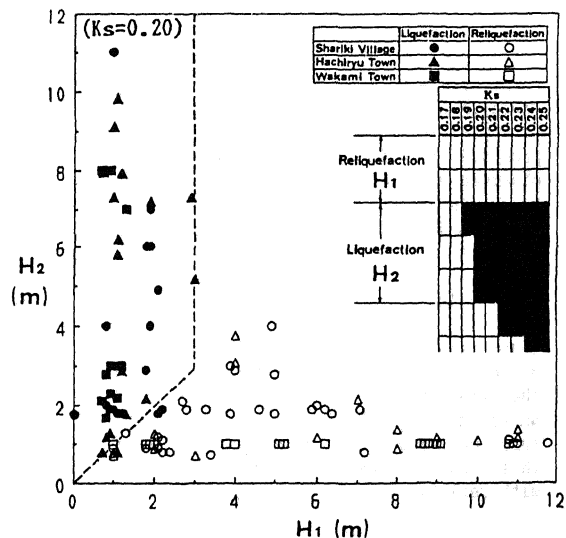 (Ks=0.20)
Liquefaction Reliquefaction
Shariki Village
Hachiryu Town
Wakami Town
Ks
0.17 0.18 0.19 0.20 0.21 0.22 0.23 0.24 0.25
Reliquefaction
H1
Liquefaction
H2
12
10
8
6
4
2
0
H2
(m)
0 2 4 6 8 10 12
H1 (m)